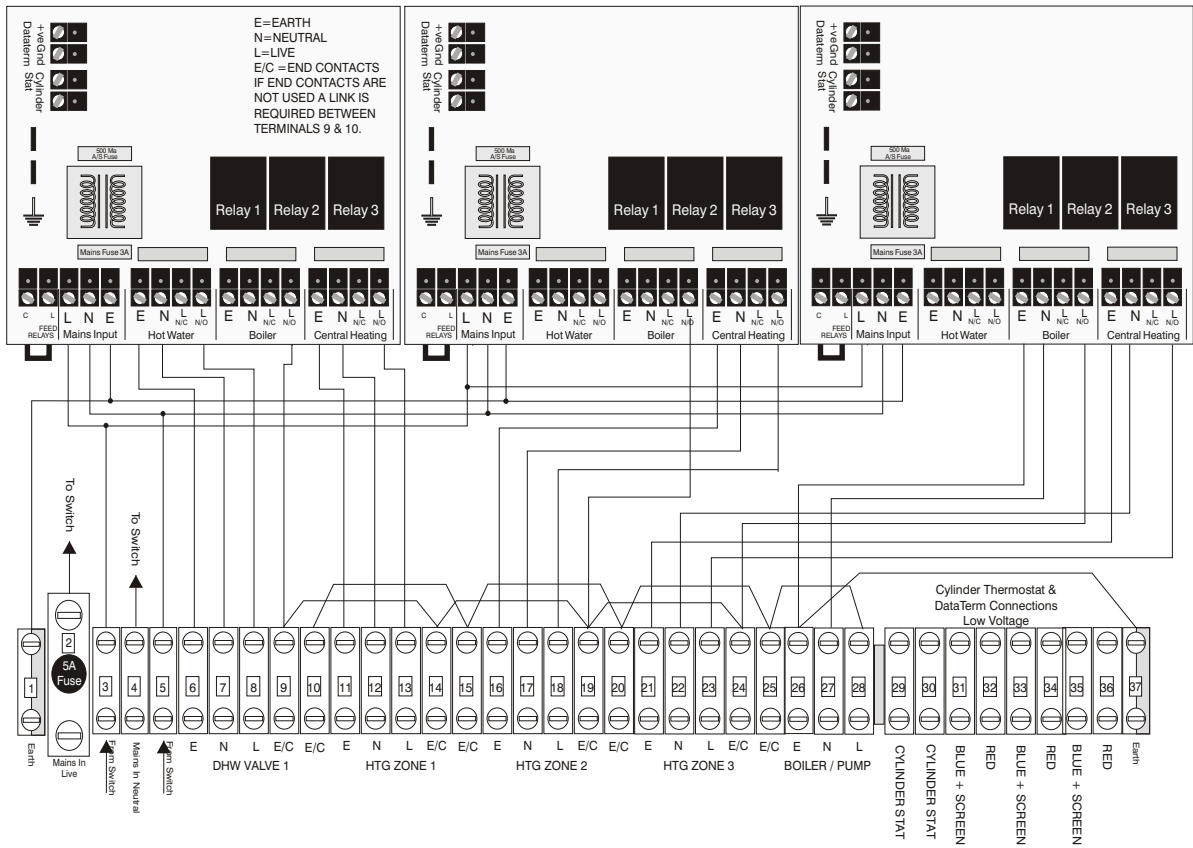 +veGnd
Dataterm
Cylinder
Stat
E=EARTH
N=NEUTRAL
L=LIVE
E/C =END CONTACTS
IF END CONTACTS ARE
NOT USED A LINK IS
REQUIRED BETWEEN
TERMINALS 9 & 10.
500 Ma
A/S Fuse
Relay 1 Relay 2 Relay 3
Mains Fuse 3A
C L L N E E N L N/C L N/O E N L N/C L N/O E N L N/C L N/O
FEED
RELAYS Mains Input Hot Water Boiler Central Heating
+veGnd
Dataterm
Cylinder
Stat
500 Ma
A/S Fuse
Relay 1 Relay 2 Relay 3
Mains Fuse 3A
C L L N E E N L N/C L N/O E N L N/C L N/O E N L N/C L N/O
FEED
RELAYS Mains Input Hot Water Boiler Central Heating
+veGnd
Dataterm
Cylinder
Stat
500 Ma
A/S Fuse
Relay 1 Relay 2 Relay 3
Mains Fuse 3A
C L L N E E N L N/C L N/O E N L N/C L N/O E N L N/C L N/O
FEED
RELAYS Mains Input Hot Water Boiler Central Heating
To Switch
To Switch
Cylinder Thermostat &
DataTerm Connections
Low Voltage
1 2 3 4 5 6 7 8 9 10 11 12 13 14 15 16 17 18 19 20 21 22 23 24 25 26 27 28 29 30 31 32 33 34 35 36 37
5A
Fuse
Earth
Mains In
Live
From Switch
Mains In Neutral
From Switch
E N L E/C E/C E N L E/C E/C E N L E/C E/C E N L E/C E/C E N L
DHW VALVE 1 HTG ZONE 1 HTG ZONE 2 HTG ZONE 3 BOILER / PUMP
CYLINDER STAT
CYLINDER STAT
BLUE + SCREEN
RED
BLUE + SCREEN
RED
BLUE + SCREEN
RED
Earth